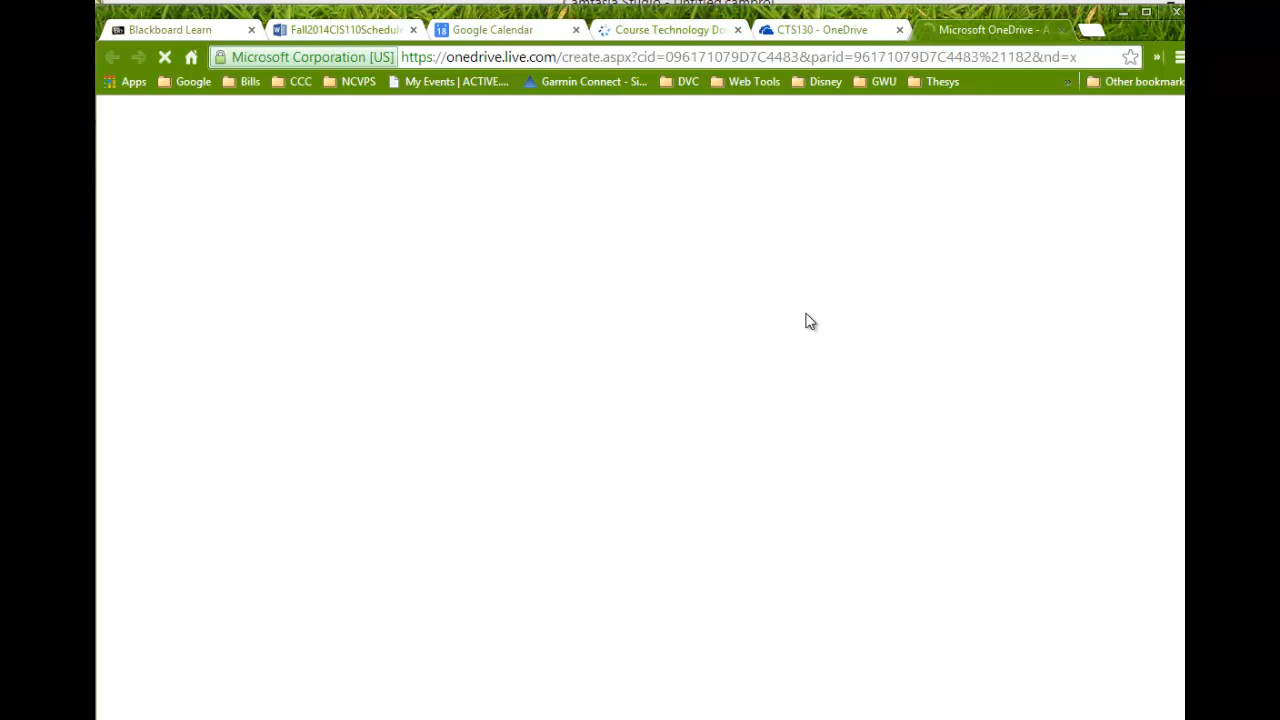 Camtasia Studio - Untitled.camproj
Blackboard Learn
Fall2014CIS110Schedule
Google Calendar
Course Technology Do
CTS130 - OneDrive
Microsoft OneDrive - A
Microsoft Corporation [US]
https://onedrive.live.com/create.aspx?cid=096171079D7C4483&parid=96171079D7C4483%21182&nd=x
Apps
Google
Bills
CCC
NCVPS
My Events | ACTIVE....
Garmin Connect - Si...
DVC
Web Tools
Disney
GWU
Thesys
»
Other bookmark